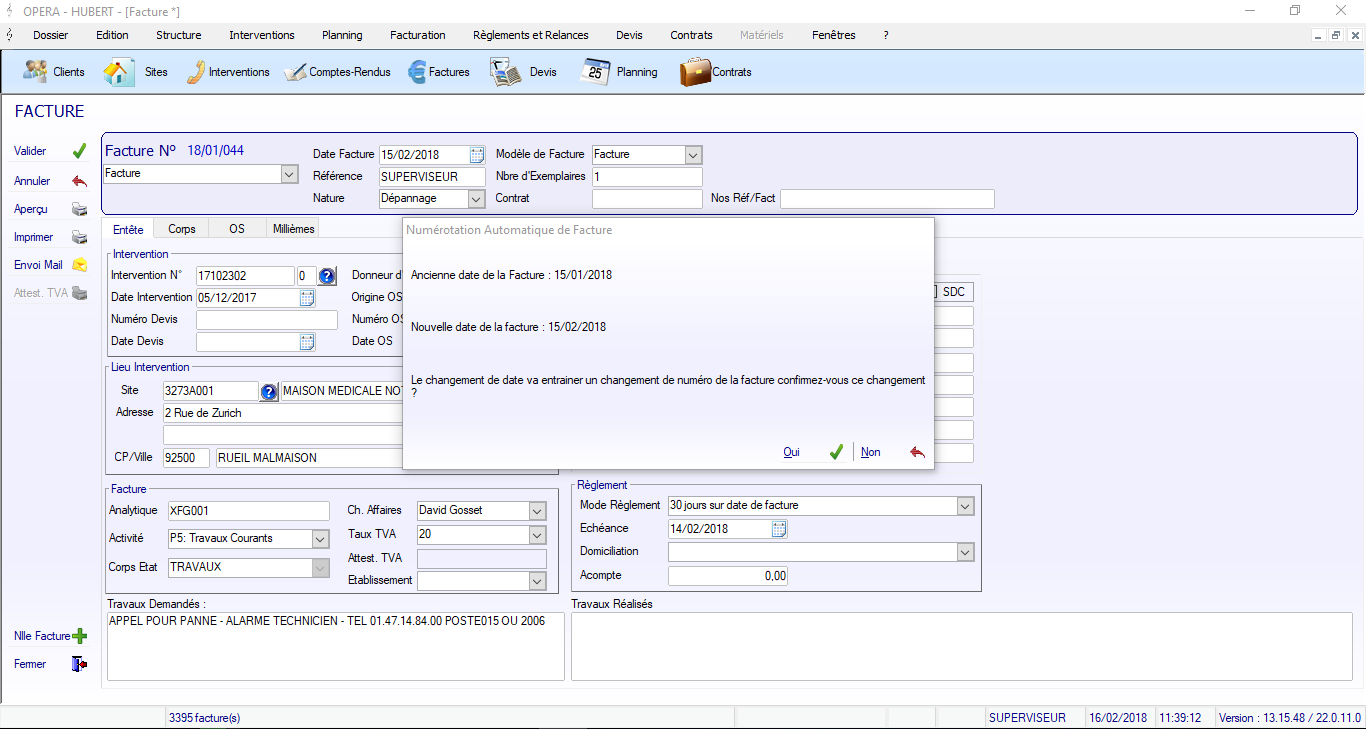 OPERA - HUBERT - [Facture *]
Dossier Edition Structure Interventions Planning Facturation Règlements et Relances Devis Contrats Matériels Fenêtres ?
Clients Sites Interventions Comptes-Rendus Factures Devis 25 Planning Contrats
FACTURE
Valider
Annuler
Aperçu
Imprimer
Envoi Mail
Attest. TVA
Facture N° 18/01/044
Facture
Date Facture 15/02/2018 Modèle de Facture Facture
Référence SUPERVISEUR Nbre d'Exemplaires 1
Nature Dépannage Contrat Nos Réf/Fact
Entête Corps OS Millièmes
Intervention
Intervention N° 17102302 0 ? Donneur d'
Date Intervention 05/12/2017 Origine OS
Numéro Devis Numéro OS
Date Devis Date OS
SDC
Numérotation Automatique de Facture
Ancienne date de la Facture : 15/01/2018
Nouvelle date de la facture : 15/02/2018
Le changement de date va entrainer un changement de numéro de la facture confirmez-vous ce changement
?
Oui Non
Lieu Intervention
Site 3273A001 ? MAISON MEDICALE NOT
Adresse 2 Rue de Zurich
CP/Ville 92500 RUEIL MALMAISON
Facture
Analytique XFG001 Ch. Affaires David Gosset
Activité P5: Travaux Courants Taux TVA 20
Attest. TVA
Corps Etat TRAVAUX Etablissement
Règlement
Mode Règlement 30 jours sur date de facture
Echéance 14/02/2018
Domiciliation
Acompte 0,00
Travaux Demandés :
APPEL POUR PANNE - ALARME TECHNICIEN - TEL 01.47.14.84.00 POSTE015 OU 2006
Travaux Réalisés
Nlle Facture
Fermer
3395 facture(s) SUPERVISEUR 16/02/2018 11:39:12 Version : 13.15.48 / 22.0.11.0